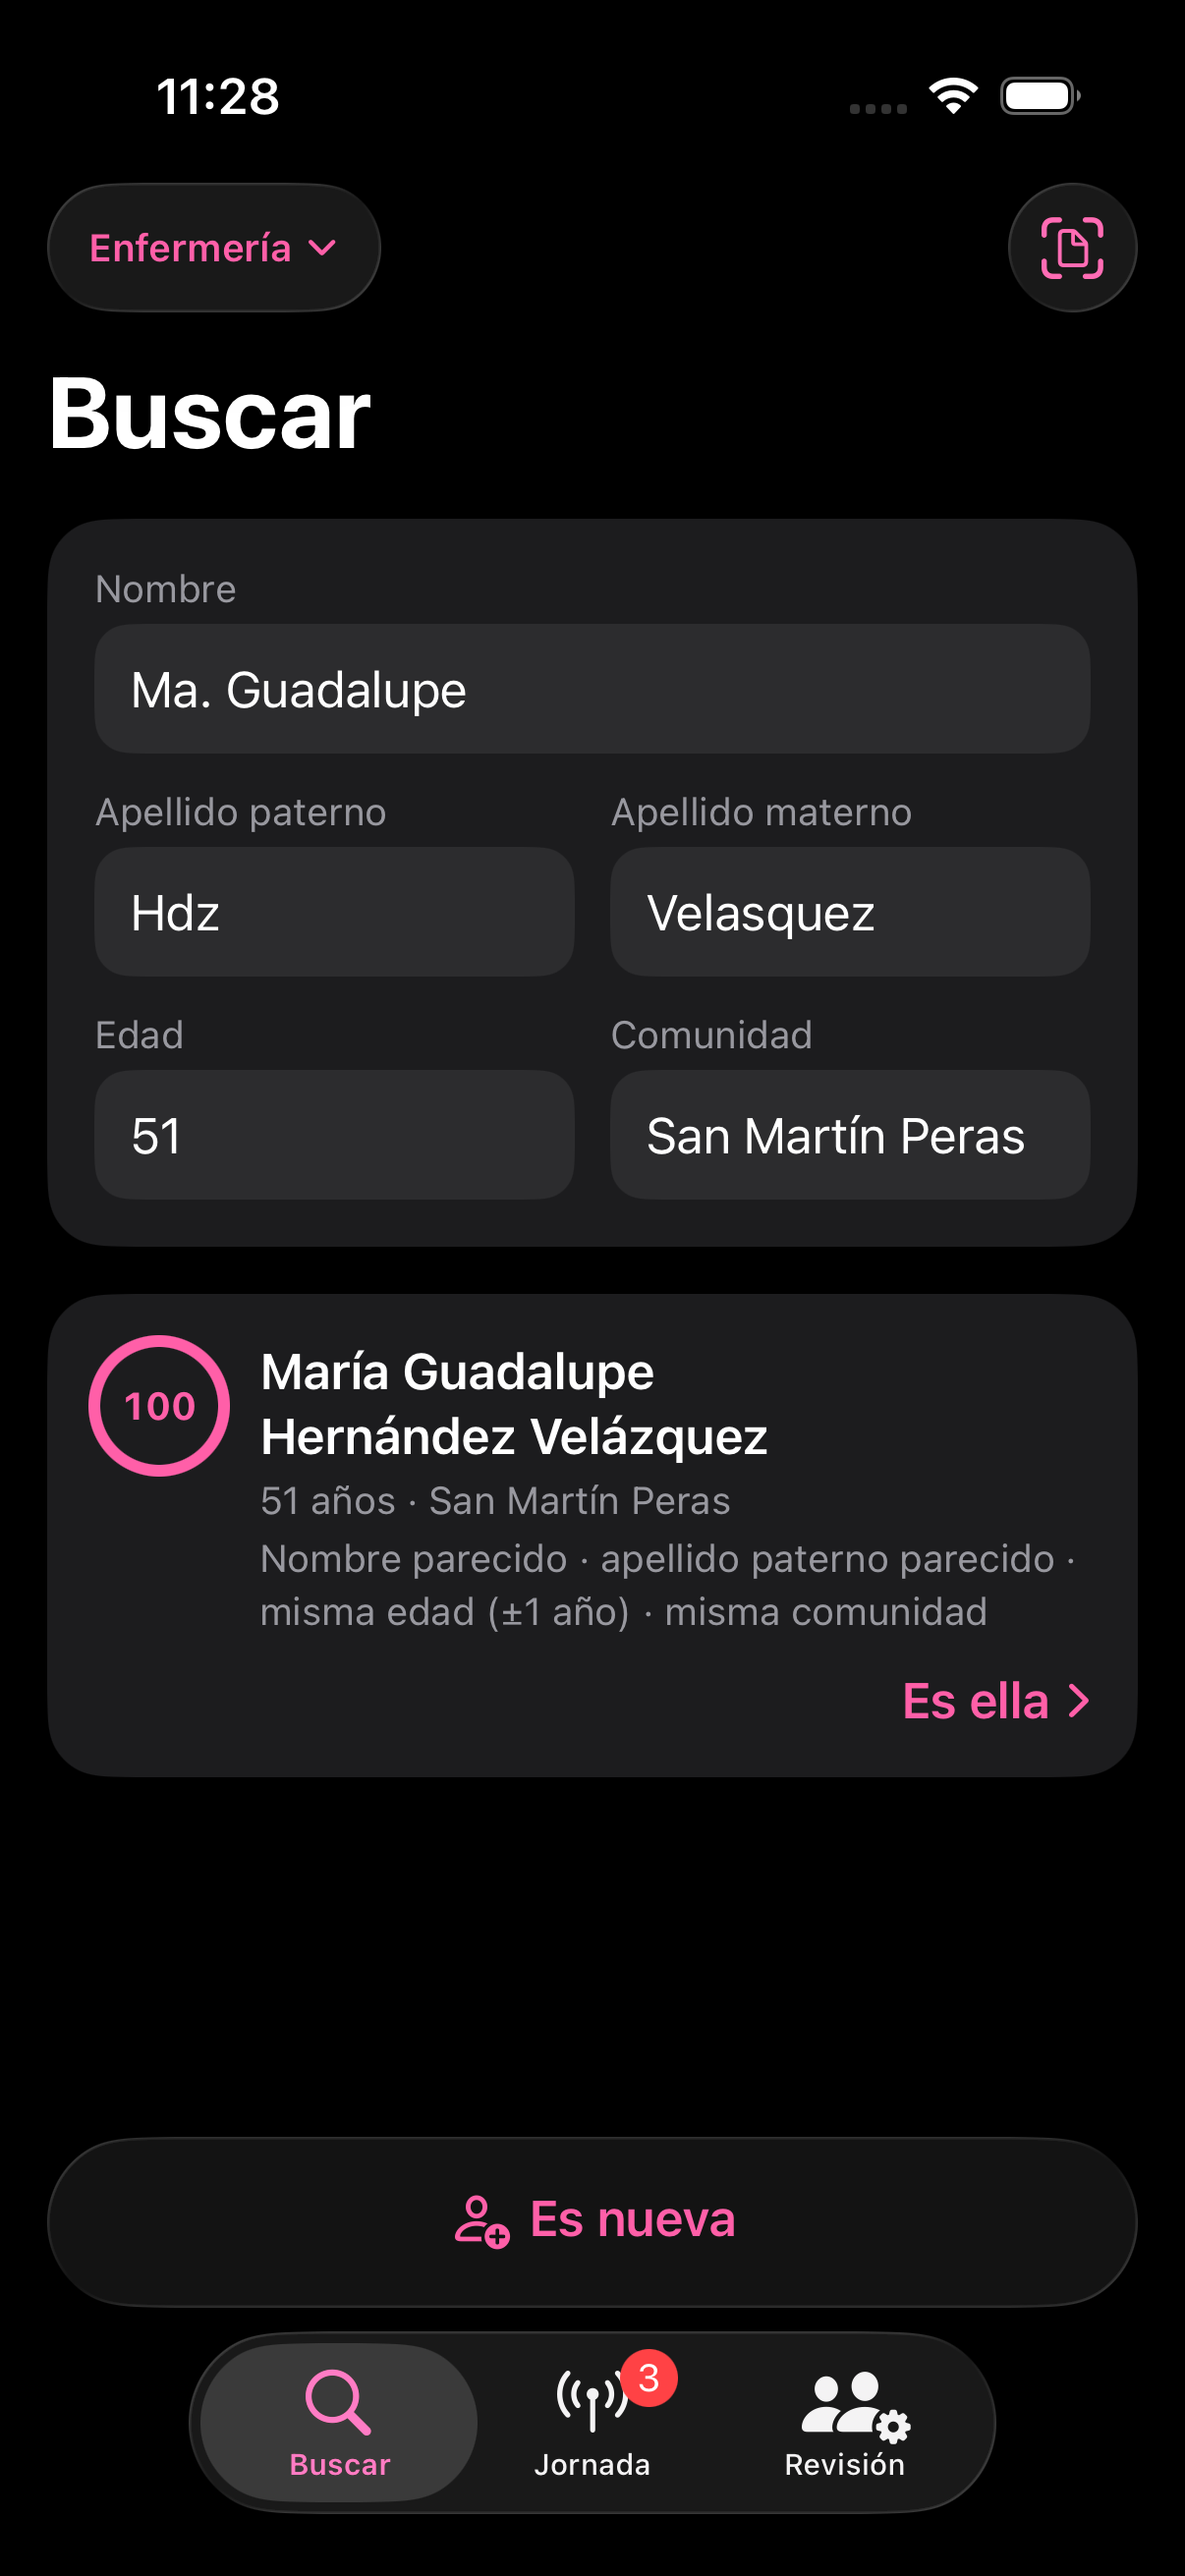 11:28
Enfermería
Buscar
Nombre
Ma. Guadalupe
Apellido paterno
Apellido materno
Hdz
Velasquez
Edad
Comunidad
51
San Martín Peras
100
María Guadalupe
Hernández Velázquez
51 años · San Martín Peras
Nombre parecido · apellido paterno parecido ·
misma edad (±1 año) · misma comunidad
Es ella
Es nueva
3
Buscar
Jornada
Revisión